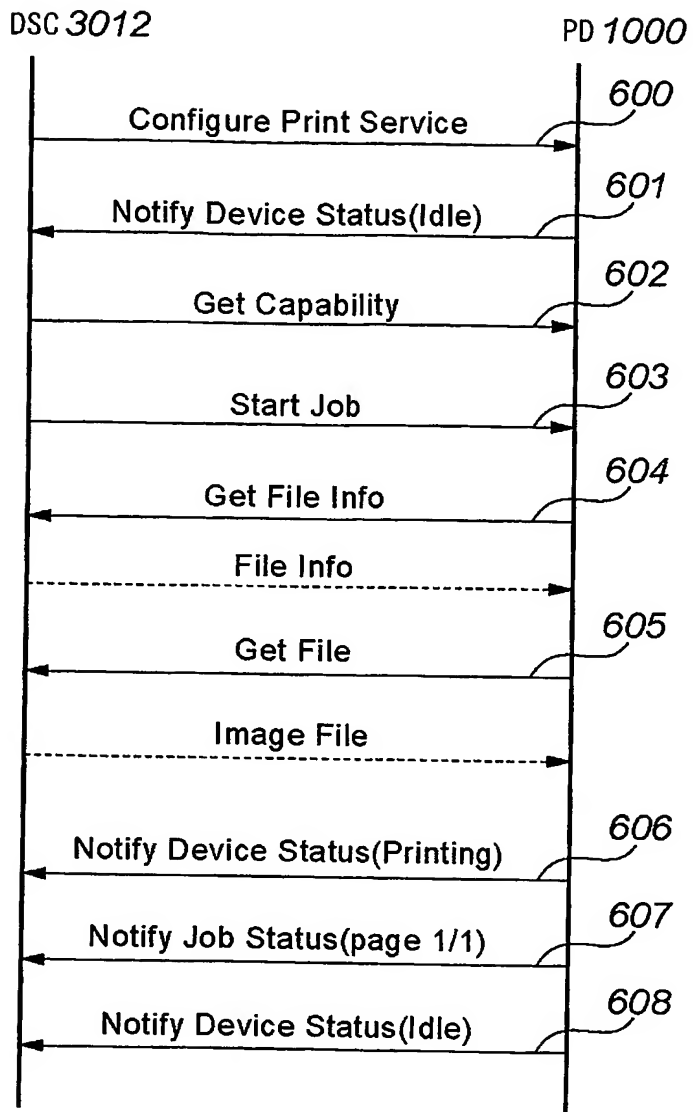 DSC 3012
PD 1000
600
Configure Print Service
601
Notify Device Status(Idle)
602
Get Capability
603
Start Job
604
Get File Info
File Info
605
Get File
Image File
606
Notify Device Status(Printing)
607
Notify Job Status(page 1/1)
608
Notify Device Status(Idle)